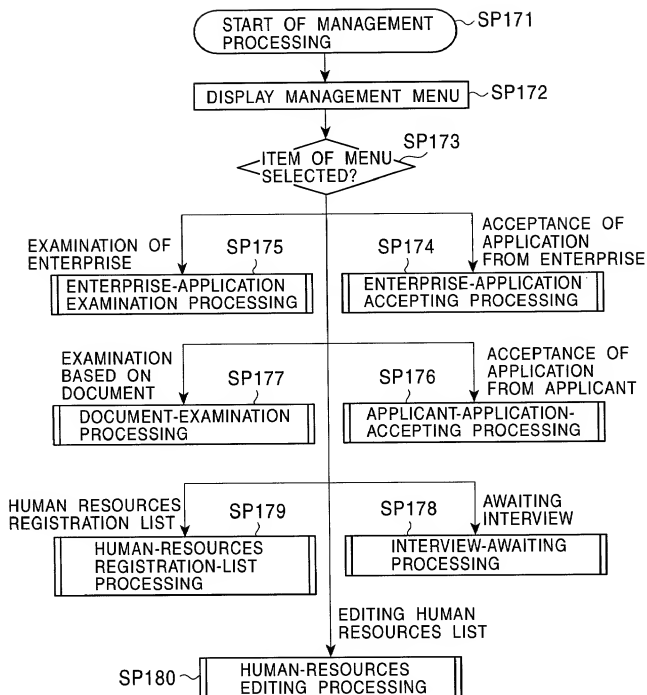 START OF MANAGEMENT
PROCESSING
SP171
DISPLAY MANAGEMENT MENU
SP172
SP173
ITEM OF MENU
SELECTED?
EXAMINATION OF
ENTERPRISE
SP175
ENTERPRISE-APPLICATION
EXAMINATION PROCESSING
SP174
ACCEPTANCE OF
APPLICATION
FROM ENTERPRISE
ENTERPRISE-APPLICATION
ACCEPTING PROCESSING
EXAMINATION
BASED ON
DOCUMENT
SP177
DOCUMENT-EXAMINATION
PROCESSING
SP176
ACCEPTANCE OF
APPLICATION
FROM APPLICANT
APPLICANT-APPLICATION-
ACCEPTING PROCESSING
HUMAN RESOURCES
REGISTRATION LIST
SP179
HUMAN-RESOURCES
REGISTRATION-LIST
PROCESSING
SP178
AWAITING
INTERVIEW
INTERVIEW-AWAITING
PROCESSING
EDITING HUMAN
RESOURCES LIST
SP180
HUMAN-RESOURCES
EDITING PROCESSING